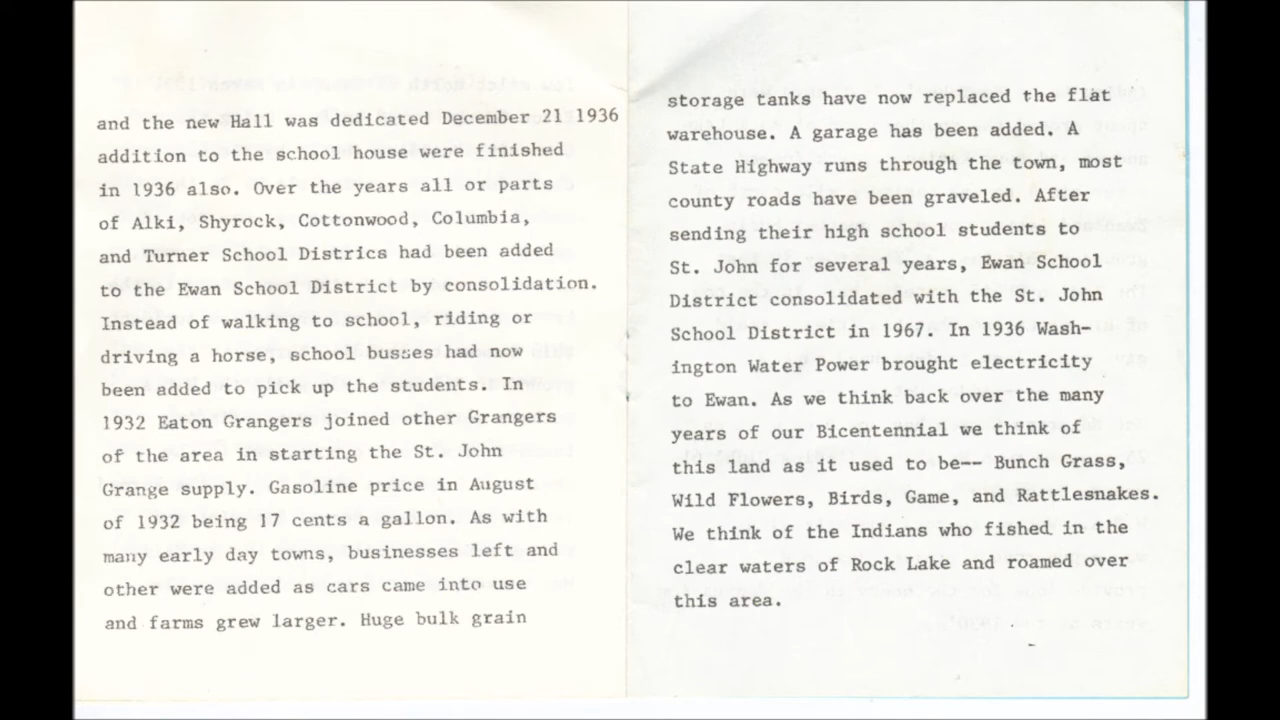 and the new Hall was dedicated December 21 1936
addition to the school house were finished
in 1936 also. Over the years all or parts
of Alki, Shyrock, Cottonwood, Columbia,
and Turner School Districs had been added
to the Ewan School District by consolidation.
Instead of walking to school, riding or
driving a horse, school busses had now
been added to pick up the students. In
1932 Eaton Grangers joined other Grangers
of the area in starting the St. John
Grange supply. Gasoline price in August
of 1932 being 17 cents a gallon. As with
many early day towns, businesses left and
other were added as cars came into use
and farms grew larger. Huge bulk grain
storage tanks have now replaced the flat
warehouse. A garage has been added. A
State Highway runs through the town, most
county roads have been graveled. After
sending their high school students to
St. John for several years, Ewan School
District consolidated with the St. John
School District in 1967. In 1936 Wash-
ington Water Power brought electricity
to Ewan. As we think back over the many
years of our Bicentennial we think of
this land as it used to be-- Bunch Grass,
Wild Flowers, Birds, Game, and Rattlesnakes.
We think of the Indians who fished in the
clear waters of Rock Lake and roamed over
this area.